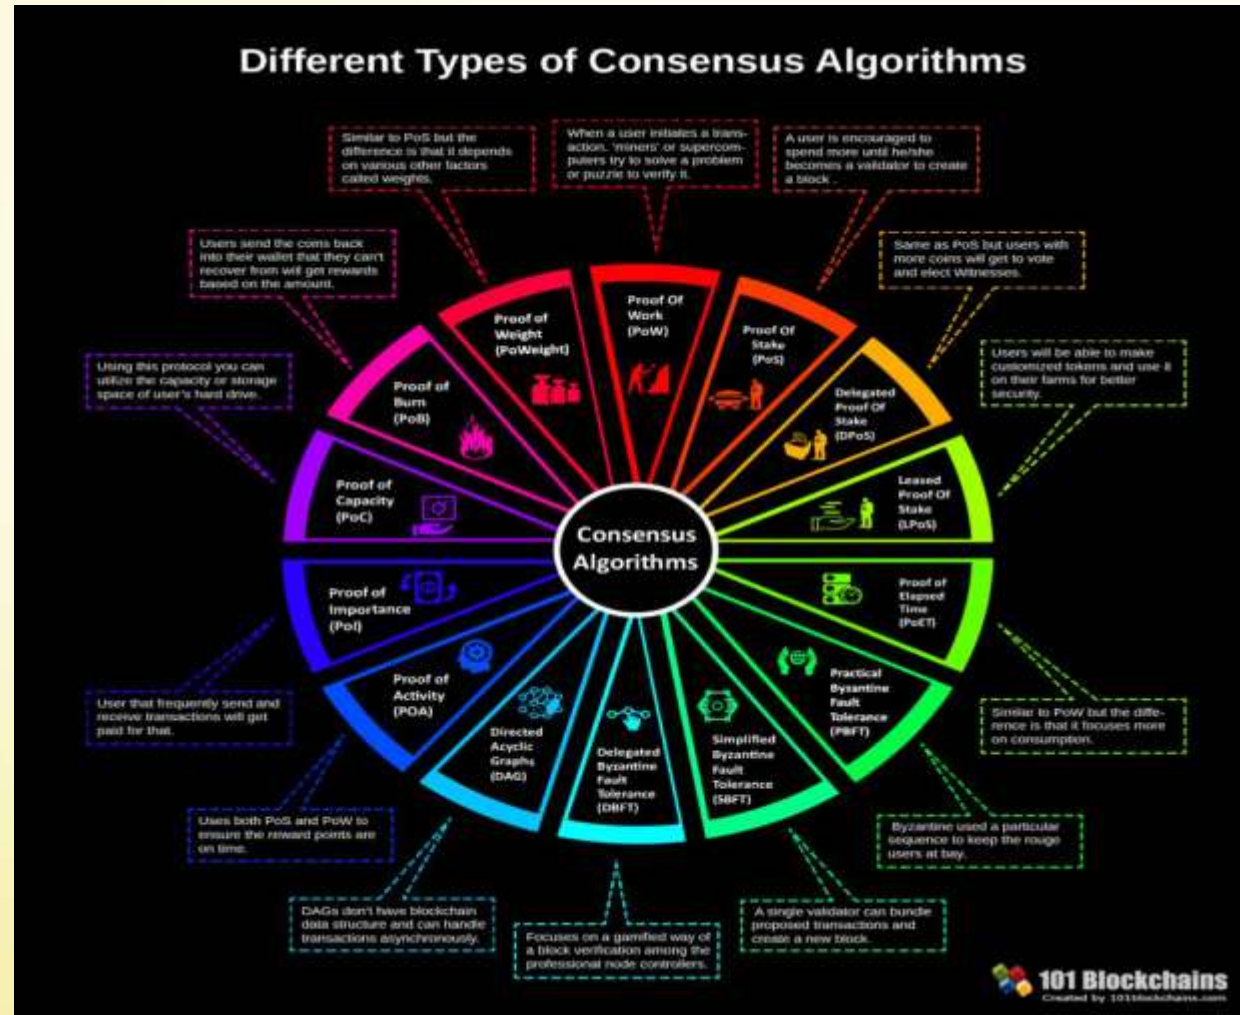 Different Types of Consensus Algorithms
Similar to PoS but the
difference is that it depends
on various other factors
called weights.
When a user initiates a trans-
action, 'miners' or supercom-
puters try to solve a problem
or puzzle to verify it.
A user is encouraged to
spend more until he/she
becomes a validator to create
a block .
Users send the coins back
into their wallet that they can't
recover from will get rewards
based on the amount.
Same as PoS but users with
more coins will get to vote
and elect Witnesses.
Using this protocol you can
utilize the capacity or storage
space of user's hard drive.
Users will be able to make
customized tokens and use it
on their farms for better
security.
Proof of
Weight
(PoWeight)
Proof Of
Work
(PoW)
Proof Of
Stake
(PoS)
Proof of
Burn
(PoB)
Delegated
Proof Of
Stake
(DPoS)
Proof of
Capacity
(PoC)
Leased
Proof Of
Stake
(LPoS)
Consensus
Algorithms
Proof of
Importance
(PoI)
Proof of
Elapsed
Time
(PoET)
Proof of
Activity
(POA)
Practical
Byzantine
Fault
Tolerance
(PBFT)
Directed
Acyclic
Graphs
(DAG)
Delegated
Byzantine
Fault
Tolerance
(DBFT)
Simplified
Byzantine
Fault
Tolerance
(SBFT)
User that frequently send and
receive transactions will get
paid for that.
Similar to PoW but the diffe-
rence is that it focuses more
on consumption.
Uses both PoS and PoW to
ensure the reward points are
on time.
Byzantine used a particular
sequence to keep the rouge
users at bay.
DAGs don't have blockchain
data structure and can handle
transactions asynchronously.
Focuses on a gamified way of
a block verification among the
professional node controllers.
A single validator can bundle
proposed transactions and
create a new block.
101 Blockchains
Created by 101blockchains.com